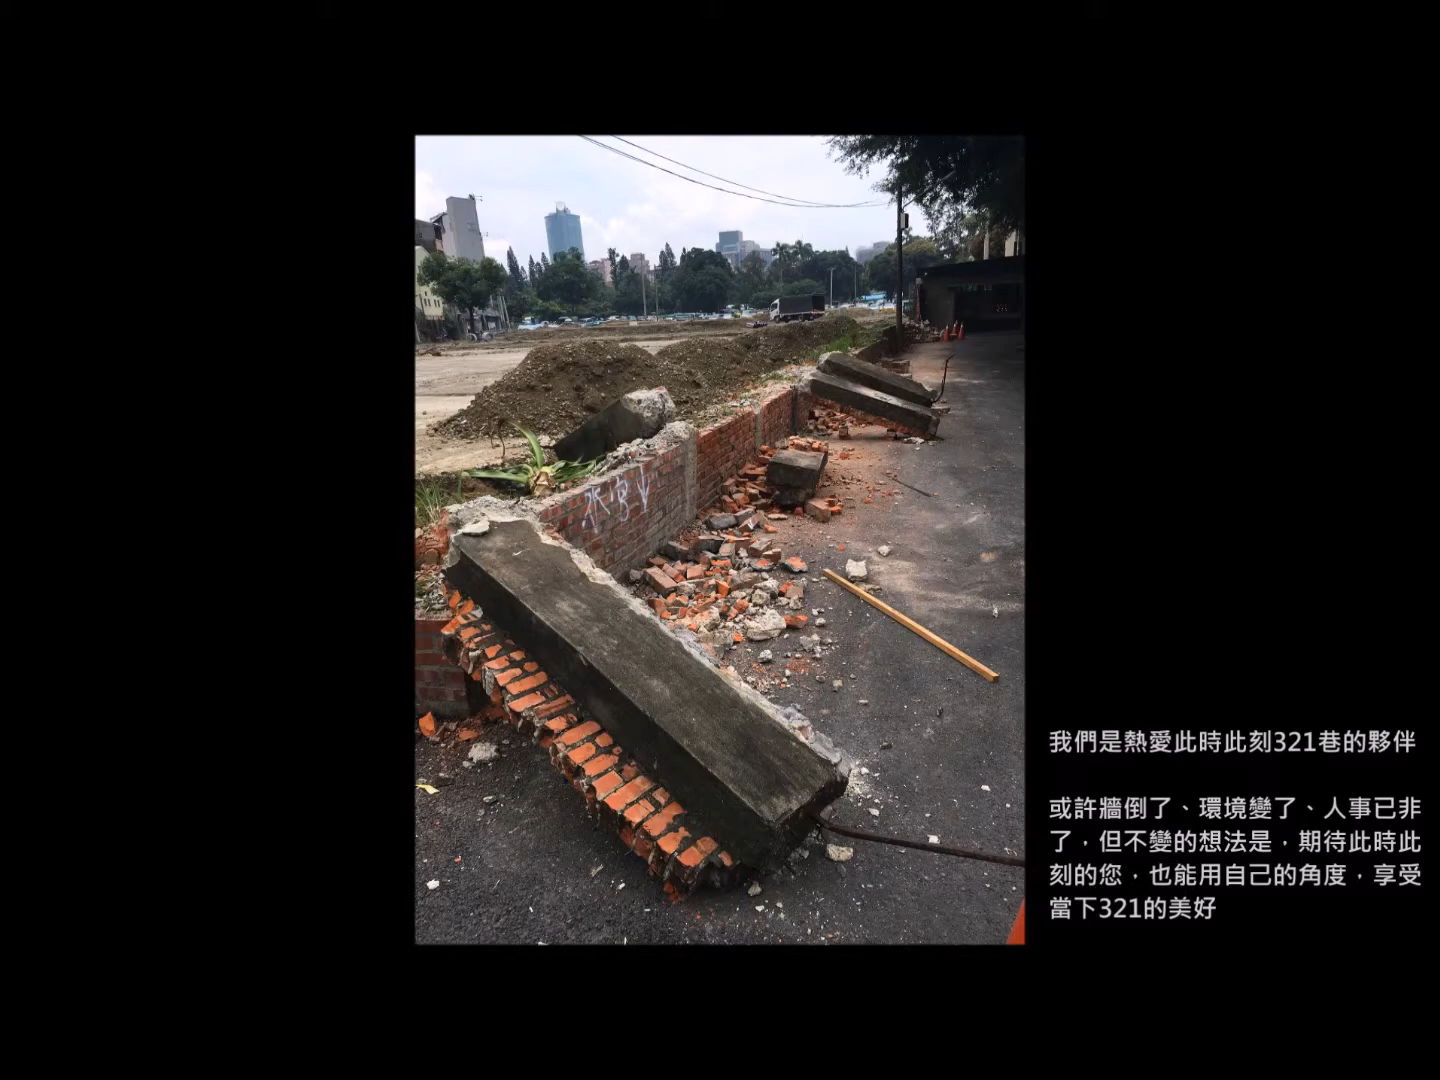 我們是熱愛此時此刻321巷的夥伴
或許牆倒了、環境變了、人事已非
了，但不變的想法是，期待此時此
刻的您，也能用自己的角度，享受
當下321的美好